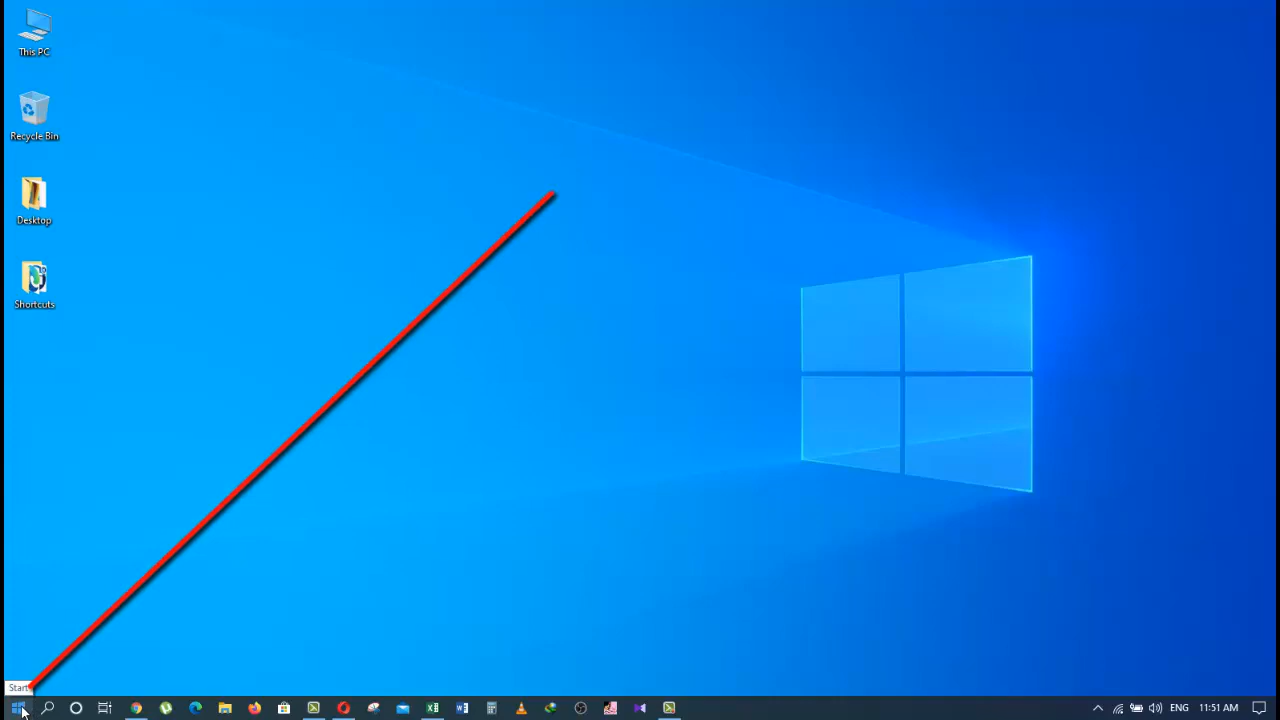 This PC
Recycle Bin
Desktop
Shortcuts
Start
ENG
11:51 AM